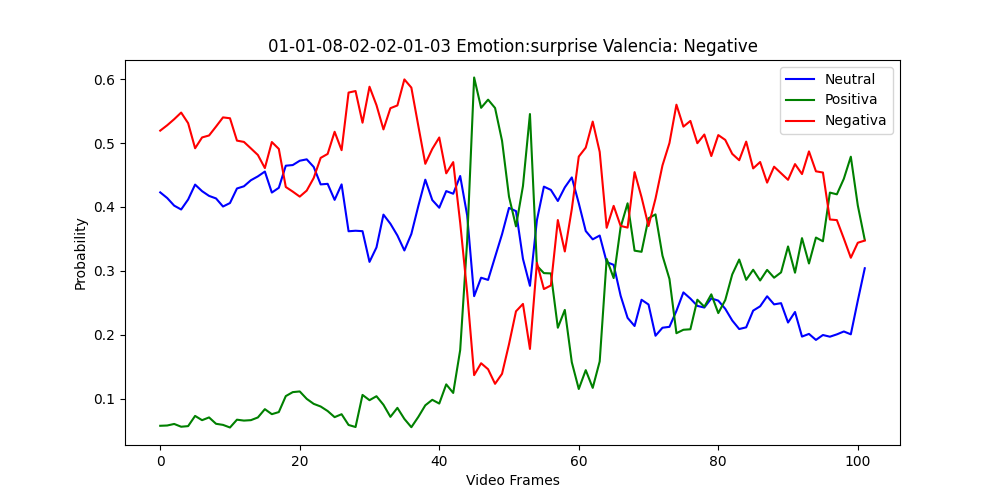 01-01-08-02-02-01-03 Emotion:surprise Valencia: Negative
Neutral
Positiva
Negativa
Probability
0.6
0.5
0.4
0.3
0.2
0.1
0 20 40 60 80 100
Video Frames